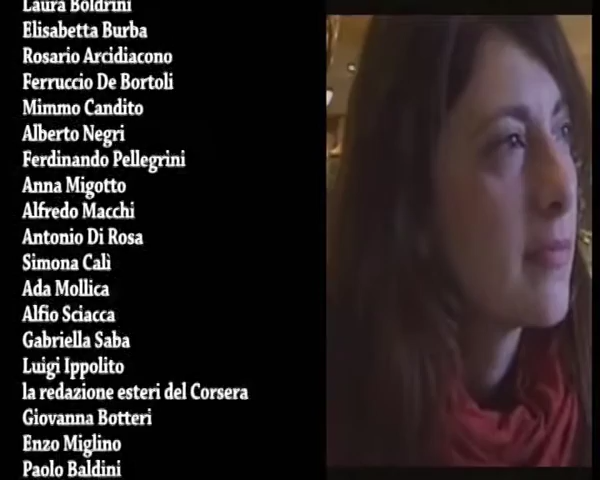 Laura Boldrini
Elisabetta Burba
Rosario Arcidiacono
Ferruccio De Bortoli
Mimmo Candito
Alberto Negri
Ferdinando Pellegrini
Anna Migotto
Alfredo Macchi
Antonio Di Rosa
Simona Calì
Ada Mollica
Alfio Sciacca
Gabriella Saba
Luigi Ippolito
la redazione esteri del Corsera
Giovanna Botteri
Enzo Miglino
Paolo Baldini